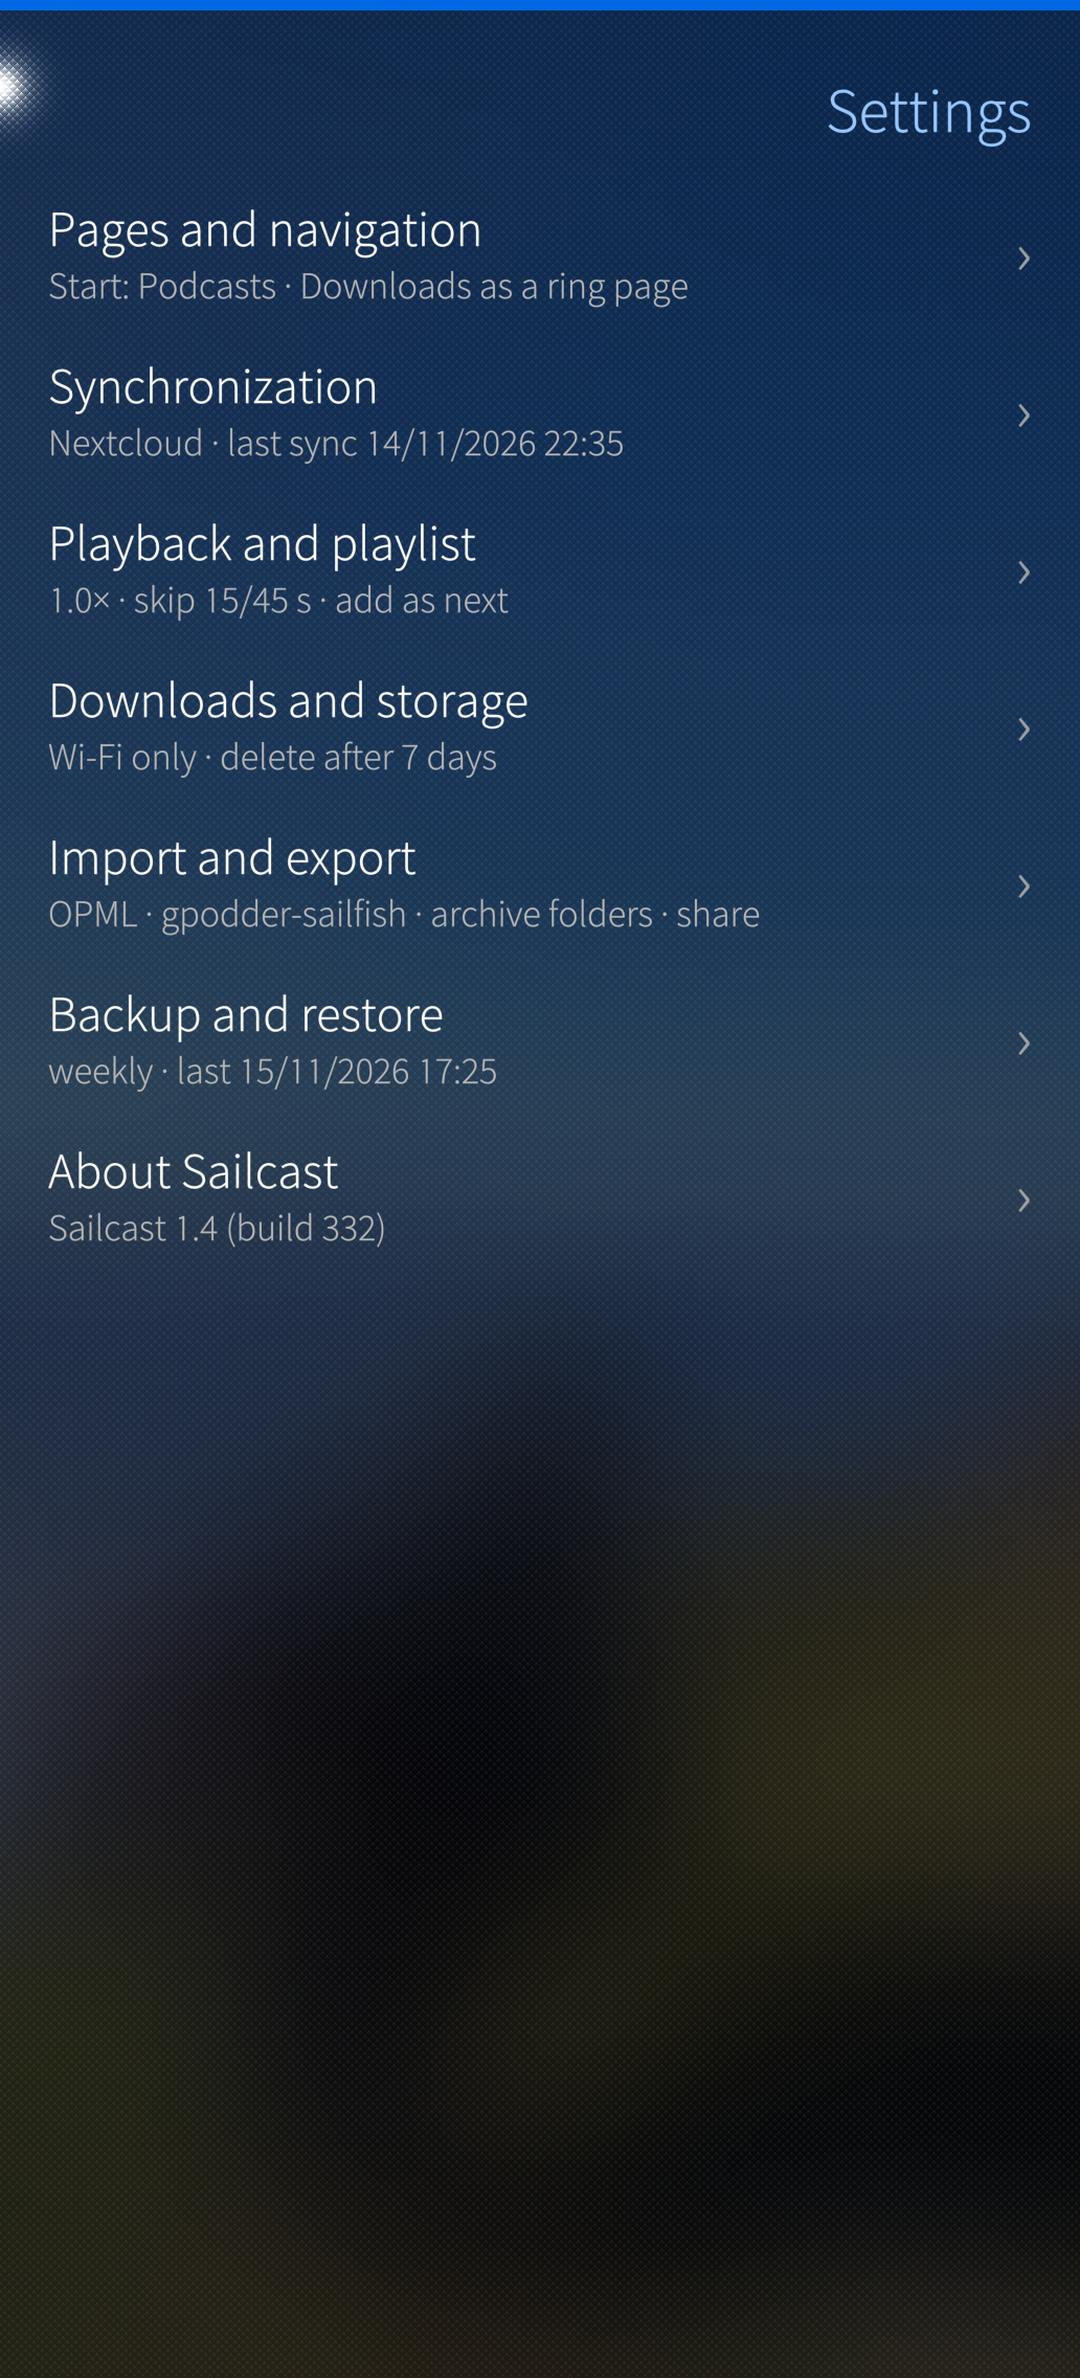 Settings
Pages and navigation
Start: Podcasts · Downloads as a ring page
Synchronization
Nextcloud · last sync 14/11/2026 22:35
Playback and playlist
1.0× · skip 15/45 s · add as next
Downloads and storage
Wi-Fi only · delete after 7 days
Import and export
OPML · gpodder-sailfish · archive folders · share
Backup and restore
weekly · last 15/11/2026 17:25
About Sailcast
Sailcast 1.4 (build 332)